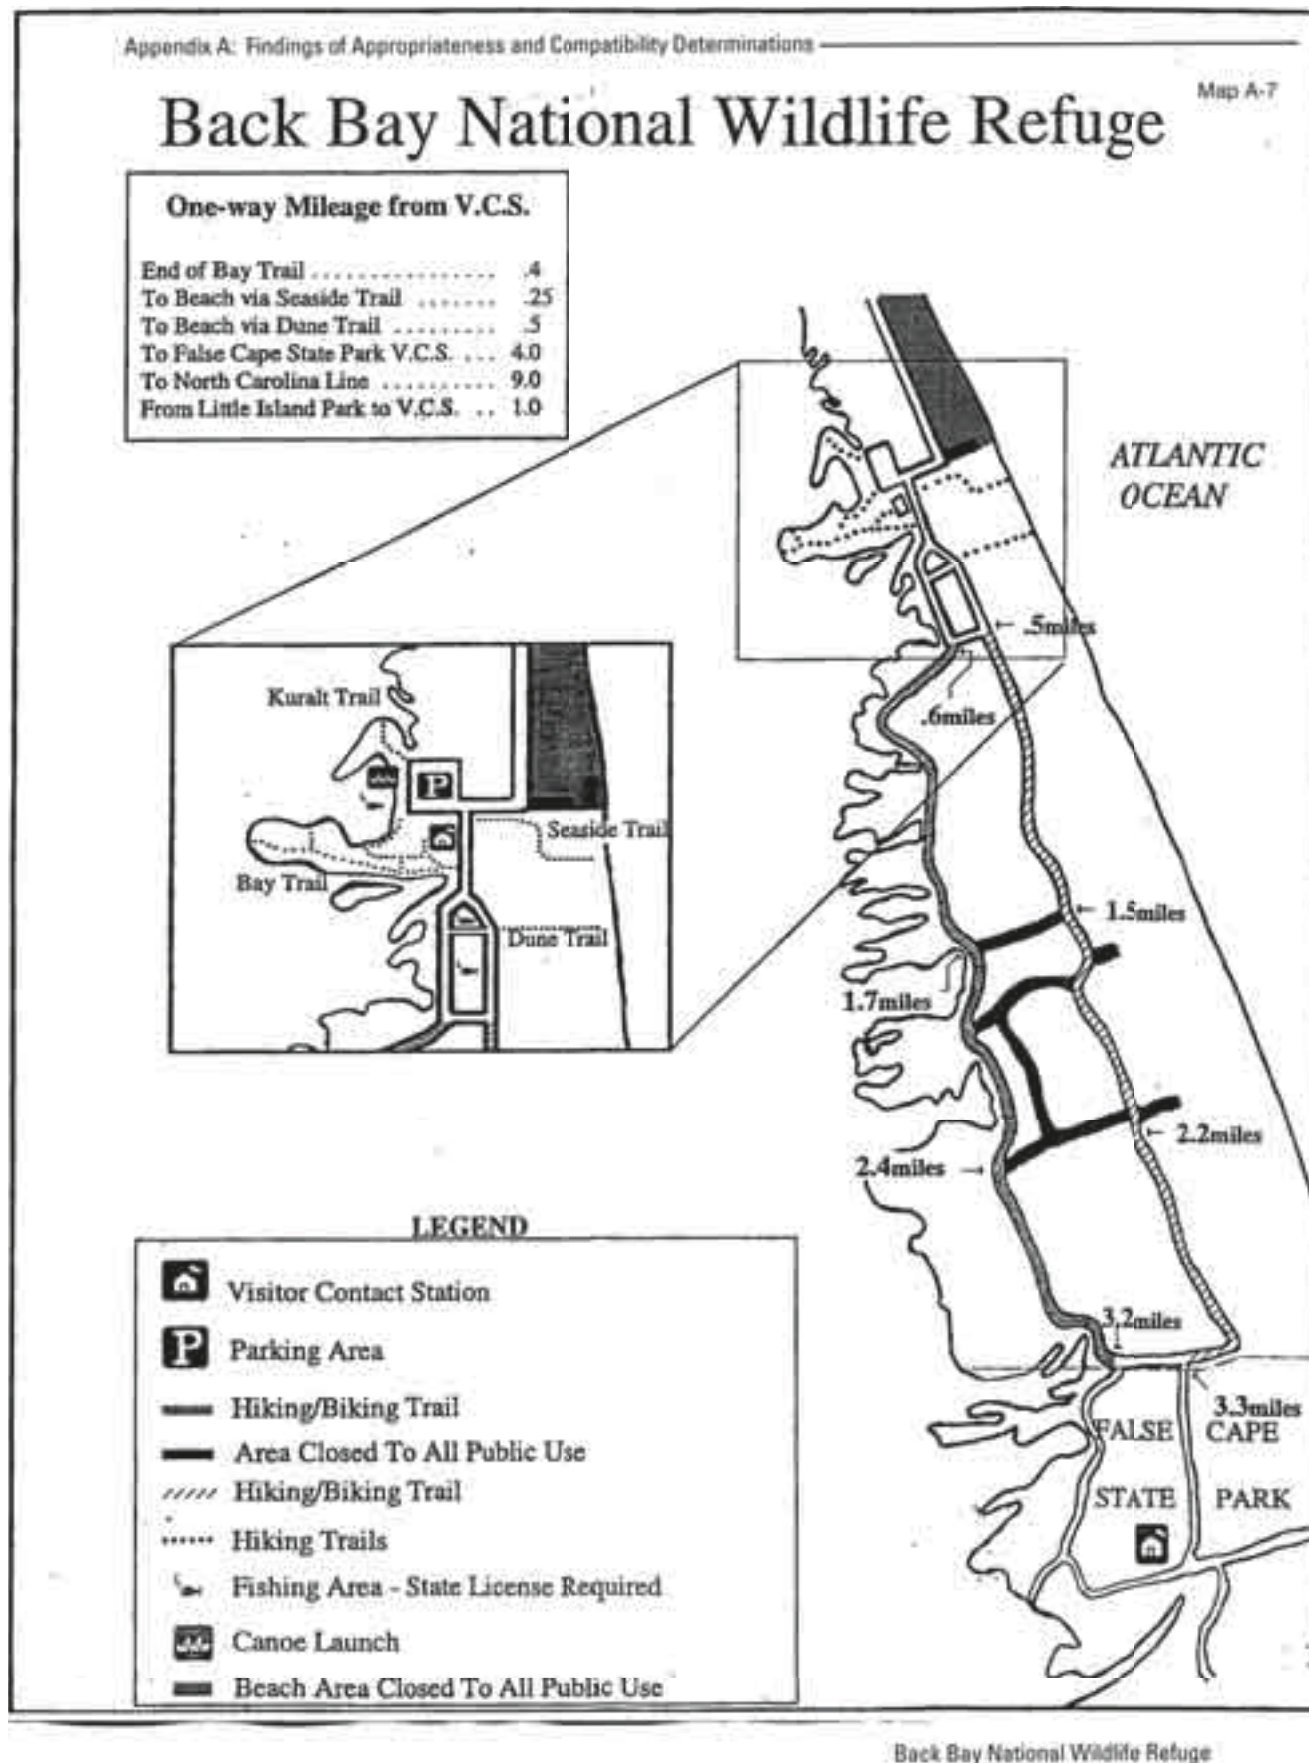 Appendix A: Findings of Appropriateness and Compatibility Determinations
Map A-7
Back Bay National Wildlife Refuge
One-way Mileage from V.C.S.
End of Bay Trail ................ .4
To Beach via Seaside Trail ....... .25
To Beach via Dune Trail ......... .5
To False Cape State Park V.C.S. ... 4.0
To North Carolina Line .......... 9.0
From Little Island Park to V.C.S. .. 1.0
ATLANTIC
OCEAN
.5miles
.6miles
Kuralt Trail
P
Seaside Trail
Bay Trail
Dune Trail
1.5miles
1.7miles
2.2miles
2.4miles
3.2miles
3.3miles
FALSE CAPE
STATE PARK
LEGEND
Visitor Contact Station
P Parking Area
Hiking/Biking Trail
Area Closed To All Public Use
Hiking/Biking Trail
Hiking Trails
Fishing Area - State License Required
Canoe Launch
Beach Area Closed To All Public Use
Back Bay National Wildlife Refuge